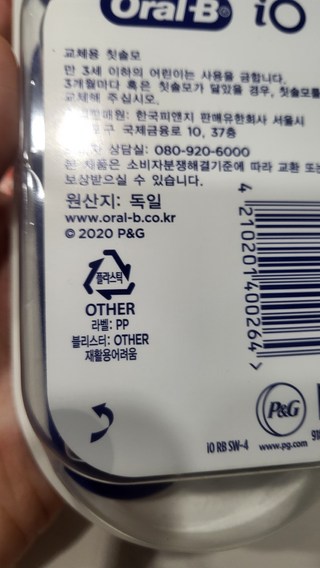 Oral-B® iO
교체용 칫솔모
만 3세 이하의 어린이는 사용을 금합니다.
3개월마다 혹은 칫솔모가 닳았을 경우, 칫솔모를
교체해 주십시오.
판매원: 한국피앤지 판매유한회사 서울시
국제금융로 10, 37층
상담실: 080-920-6000
본 제품은 소비자분쟁해결기준에 따라 교환 또는
보상받으실 수 있습니다.
원산지: 독일
www.oral-b.co.kr
© 2020 P&G
플라스틱
OTHER
라벨: PP
블리스터: OTHER
재활용어려움
4 210201 400264 >
P&G
iO RB SW-4
www.pg.com